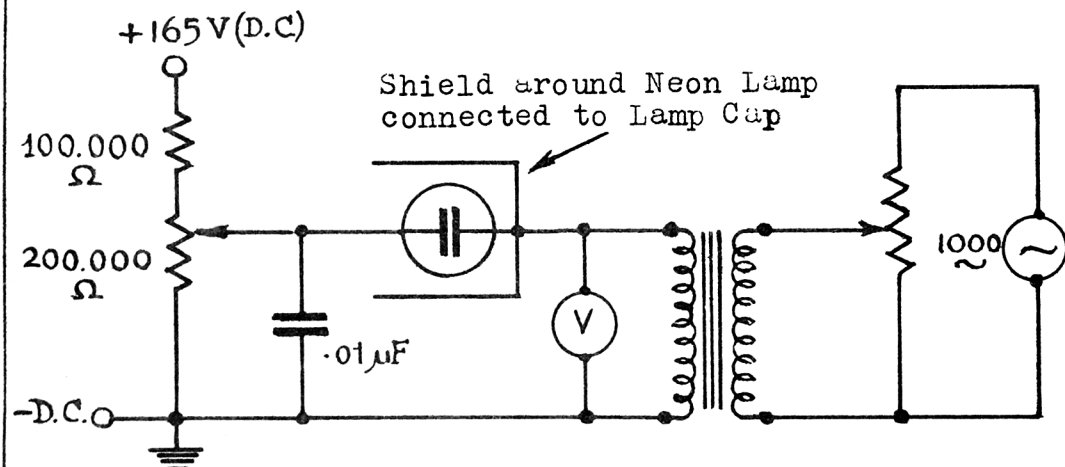 +165V(D.C)
Shield around Neon Lamp
connected to Lamp Cap
100.000
Ω
200.000
Ω
.01µF
V
1000
~
~
-D.C.